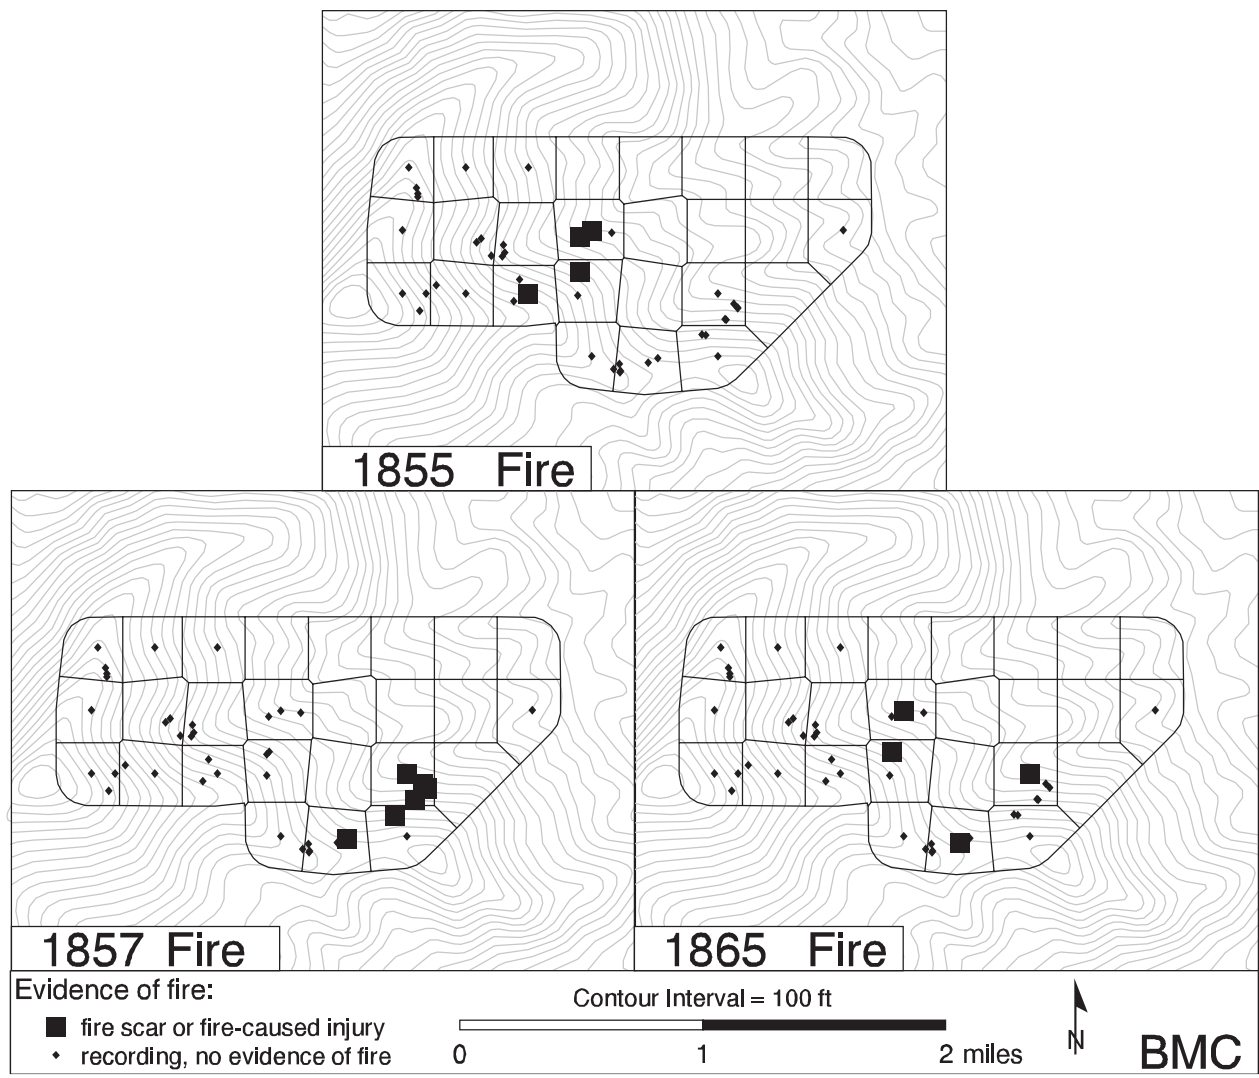 1855 Fire
1857 Fire
1865 Fire
Evidence of fire:
fire scar or fire-caused injury
recording, no evidence of fire
Contour Interval = 100 ft
0 1 2 miles
N
BMC